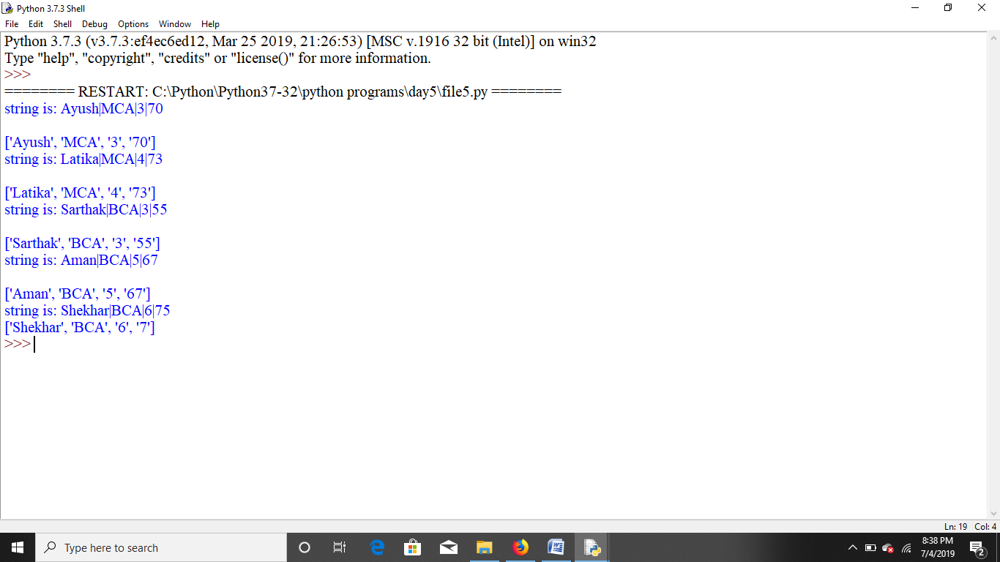 Python 3.7.3 Shell
File Edit Shell Debug Options Window Help
Python 3.7.3 (v3.7.3:ef4ec6ed12, Mar 25 2019, 21:26:53) [MSC v.1916 32 bit (Intel)] on win32
Type "help", "copyright", "credits" or "license()" for more information.
>>>
======== RESTART: C:\Python\Python37-32\python programs\day5\file5.py ========
string is: Ayush|MCA|3|70
['Ayush', 'MCA', '3', '70']
string is: Latika|MCA|4|73
['Latika', 'MCA', '4', '73']
string is: Sarthak|BCA|3|55
['Sarthak', 'BCA', '3', '55']
string is: Aman|BCA|5|67
['Aman', 'BCA', '5', '67']
string is: Shekhar|BCA|6|75
['Shekhar', 'BCA', '6', '7']
>>>
Ln: 19 Col: 4
Type here to search
8:38 PM
7/4/2019
2